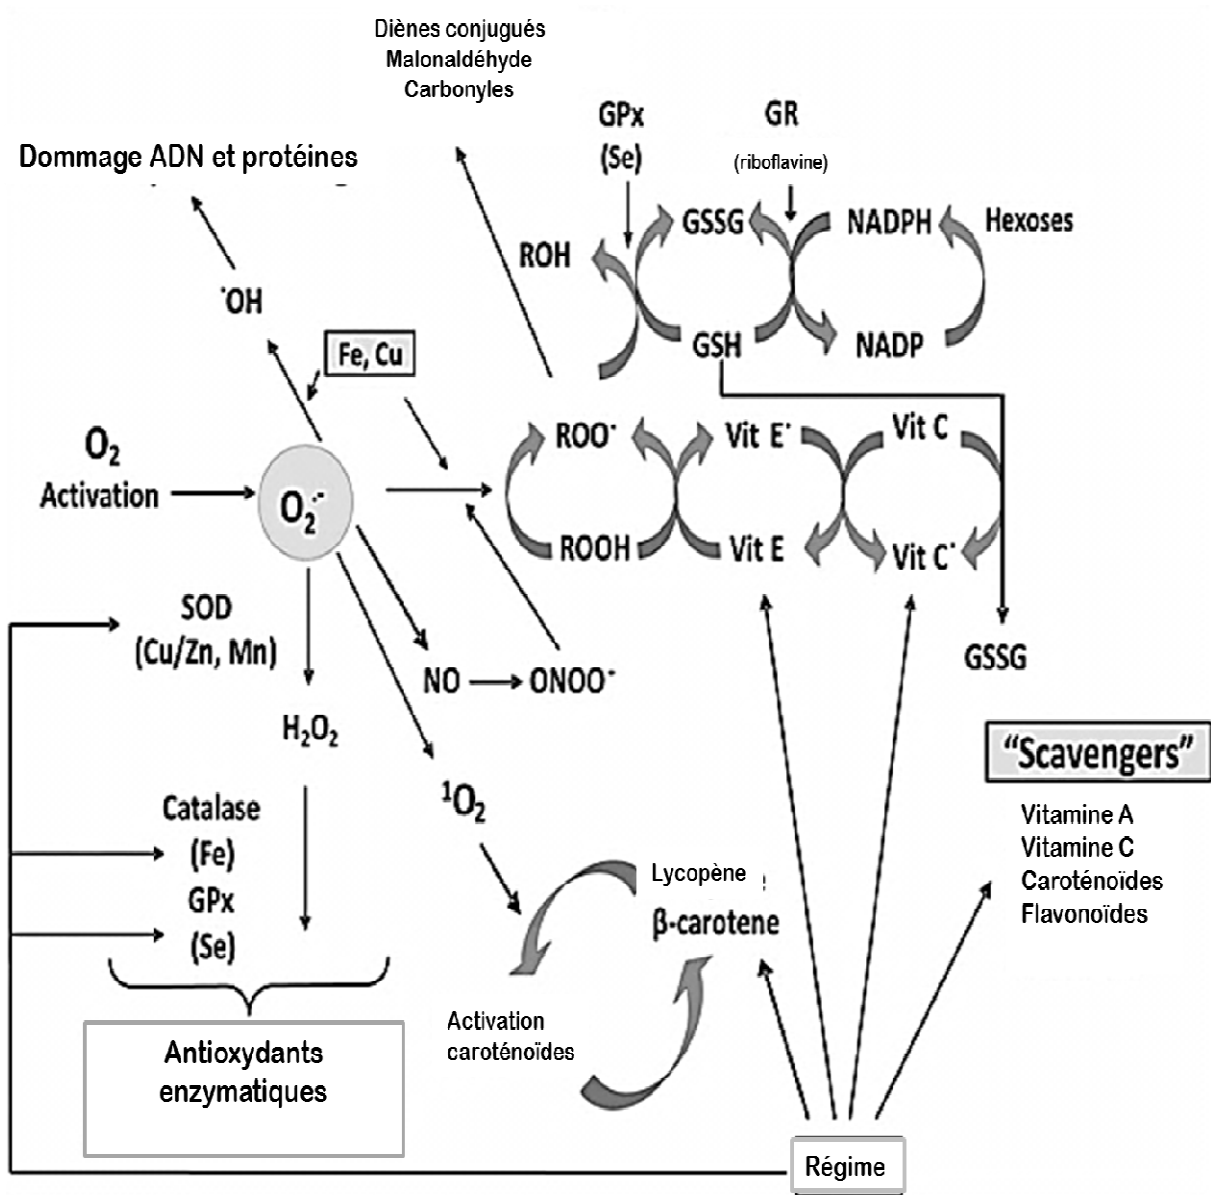 Diènes conjugués
Malonaldéhyde
Carbonyles
GPx
(Se)
GR
(riboflavine)
Dommage ADN et protéines
ROH
GSSG
NADPH
Hexoses
˙OH
Fe, Cu
GSH
NADP
O₂
Activation
O₂˙⁻
ROO˙
Vit E˙
Vit C
ROOH
Vit E
Vit C˙
SOD
(Cu/Zn, Mn)
NO
ONOO⁻
GSSG
H₂O₂
"Scavengers"
Vitamine A
Vitamine C
Caroténoïdes
Flavonoïdes
¹O₂
Catalase
(Fe)
GPx
(Se)
Lycopène
β-carotene
Activation
caroténoïdes
Antioxydants
enzymatiques
Régime